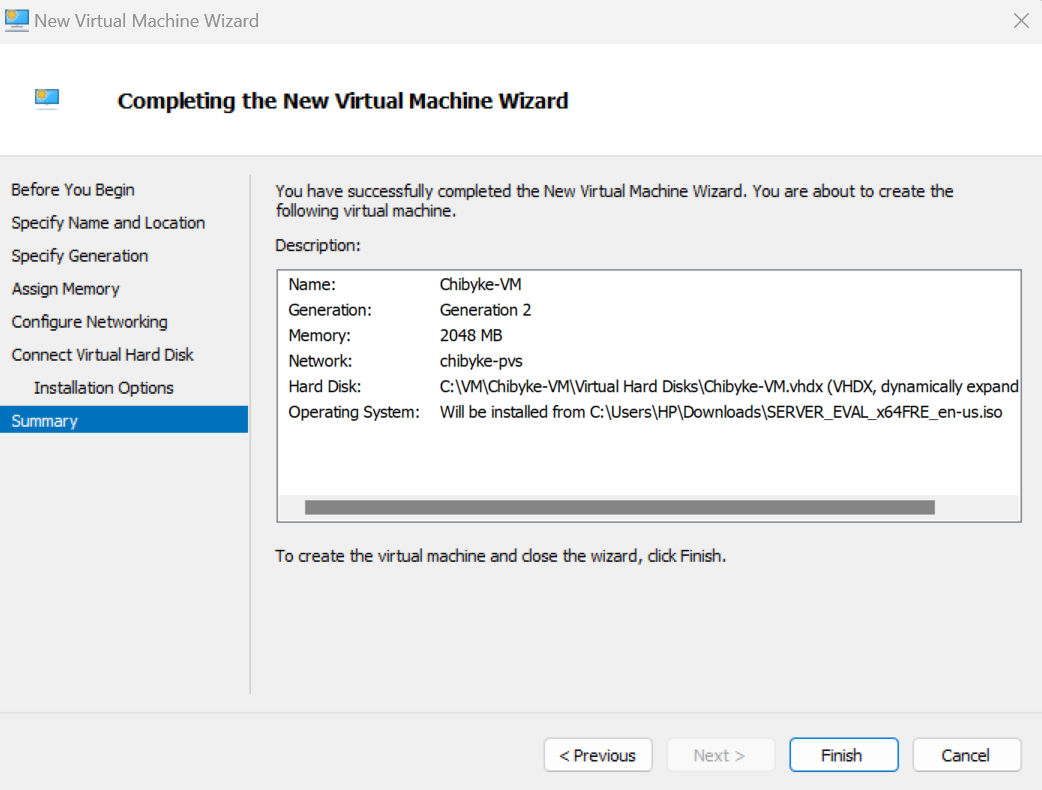 New Virtual Machine Wizard
Completing the New Virtual Machine Wizard
Before You Begin
Specify Name and Location
Specify Generation
Assign Memory
Configure Networking
Connect Virtual Hard Disk
Installation Options
Summary
You have successfully completed the New Virtual Machine Wizard. You are about to create the
following virtual machine.
Description:
Name: Chibyke-VM
Generation: Generation 2
Memory: 2048 MB
Network: chibyke-pvs
Hard Disk: C:\VM\Chibyke-VM\Virtual Hard Disks\Chibyke-VM.vhdx (VHDX, dynamically expand
Operating System: Will be installed from C:\Users\HP\Downloads\SERVER_EVAL_x64FRE_en-us.iso
To create the virtual machine and close the wizard, click Finish.
< Previous Next > Finish Cancel